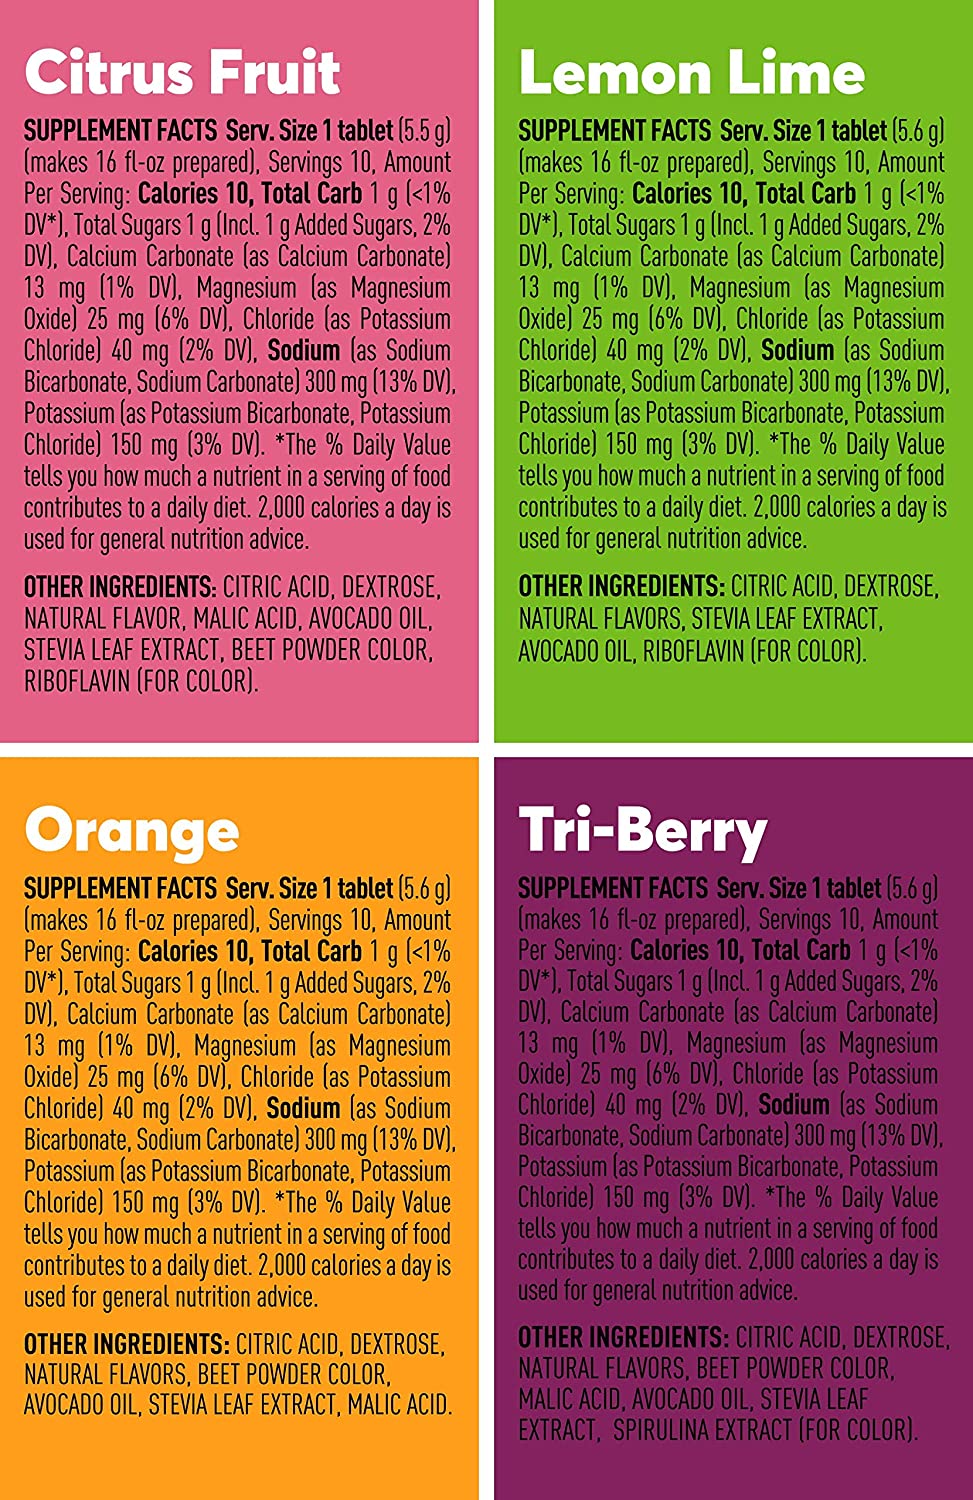 Citrus Fruit
SUPPLEMENT FACTS Serv. Size 1 tablet (5.5 g)
(makes 16 fl-oz prepared), Servings 10, Amount
Per Serving: Calories 10, Total Carb 1 g (<1%
DV*), Total Sugars 1 g (Incl. 1 g Added Sugars, 2%
DV), Calcium Carbonate (as Calcium Carbonate)
13 mg (1% DV), Magnesium (as Magnesium
Oxide) 25 mg (6% DV), Chloride (as Potassium
Chloride) 40 mg (2% DV), Sodium (as Sodium
Bicarbonate, Sodium Carbonate) 300 mg (13% DV),
Potassium (as Potassium Bicarbonate, Potassium
Chloride) 150 mg (3% DV). *The % Daily Value
tells you how much a nutrient in a serving of food
contributes to a daily diet. 2,000 calories a day is
used for general nutrition advice.
OTHER INGREDIENTS: CITRIC ACID, DEXTROSE,
NATURAL FLAVOR, MALIC ACID, AVOCADO OIL,
STEVIA LEAF EXTRACT, BEET POWDER COLOR,
RIBOFLAVIN (FOR COLOR).
Lemon Lime
SUPPLEMENT FACTS Serv. Size 1 tablet (5.6 g)
(makes 16 fl-oz prepared), Servings 10, Amount
Per Serving: Calories 10, Total Carb 1 g (<1%
DV*), Total Sugars 1 g (Incl. 1 g Added Sugars, 2%
DV), Calcium Carbonate (as Calcium Carbonate)
13 mg (1% DV), Magnesium (as Magnesium
Oxide) 25 mg (6% DV), Chloride (as Potassium
Chloride) 40 mg (2% DV), Sodium (as Sodium
Bicarbonate, Sodium Carbonate) 300 mg (13% DV),
Potassium (as Potassium Bicarbonate, Potassium
Chloride) 150 mg (3% DV). *The % Daily Value
tells you how much a nutrient in a serving of food
contributes to a daily diet. 2,000 calories a day is
used for general nutrition advice.
OTHER INGREDIENTS: CITRIC ACID, DEXTROSE,
NATURAL FLAVORS, STEVIA LEAF EXTRACT,
AVOCADO OIL, RIBOFLAVIN (FOR COLOR).
Orange
SUPPLEMENT FACTS Serv. Size 1 tablet (5.6 g)
(makes 16 fl-oz prepared), Servings 10, Amount
Per Serving: Calories 10, Total Carb 1 g (<1%
DV*), Total Sugars 1 g (Incl. 1 g Added Sugars, 2%
DV), Calcium Carbonate (as Calcium Carbonate)
13 mg (1% DV), Magnesium (as Magnesium
Oxide) 25 mg (6% DV), Chloride (as Potassium
Chloride) 40 mg (2% DV), Sodium (as Sodium
Bicarbonate, Sodium Carbonate) 300 mg (13% DV),
Potassium (as Potassium Bicarbonate, Potassium
Chloride) 150 mg (3% DV). *The % Daily Value
tells you how much a nutrient in a serving of food
contributes to a daily diet. 2,000 calories a day is
used for general nutrition advice.
OTHER INGREDIENTS: CITRIC ACID, DEXTROSE,
NATURAL FLAVORS, BEET POWDER COLOR,
AVOCADO OIL, STEVIA LEAF EXTRACT, MALIC ACID.
Tri-Berry
SUPPLEMENT FACTS Serv. Size 1 tablet (5.6 g)
(makes 16 fl-oz prepared), Servings 10, Amount
Per Serving: Calories 10, Total Carb 1 g (<1%
DV*), Total Sugars 1 g (Incl. 1 g Added Sugars, 2%
DV), Calcium Carbonate (as Calcium Carbonate)
13 mg (1% DV), Magnesium (as Magnesium
Oxide) 25 mg (6% DV), Chloride (as Potassium
Chloride) 40 mg (2% DV), Sodium (as Sodium
Bicarbonate, Sodium Carbonate) 300 mg (13% DV),
Potassium (as Potassium Bicarbonate, Potassium
Chloride) 150 mg (3% DV). *The % Daily Value
tells you how much a nutrient in a serving of food
contributes to a daily diet. 2,000 calories a day is
used for general nutrition advice.
OTHER INGREDIENTS: CITRIC ACID, DEXTROSE,
NATURAL FLAVORS, BEET POWDER COLOR,
MALIC ACID, AVOCADO OIL, STEVIA LEAF
EXTRACT, SPIRULINA EXTRACT (FOR COLOR).